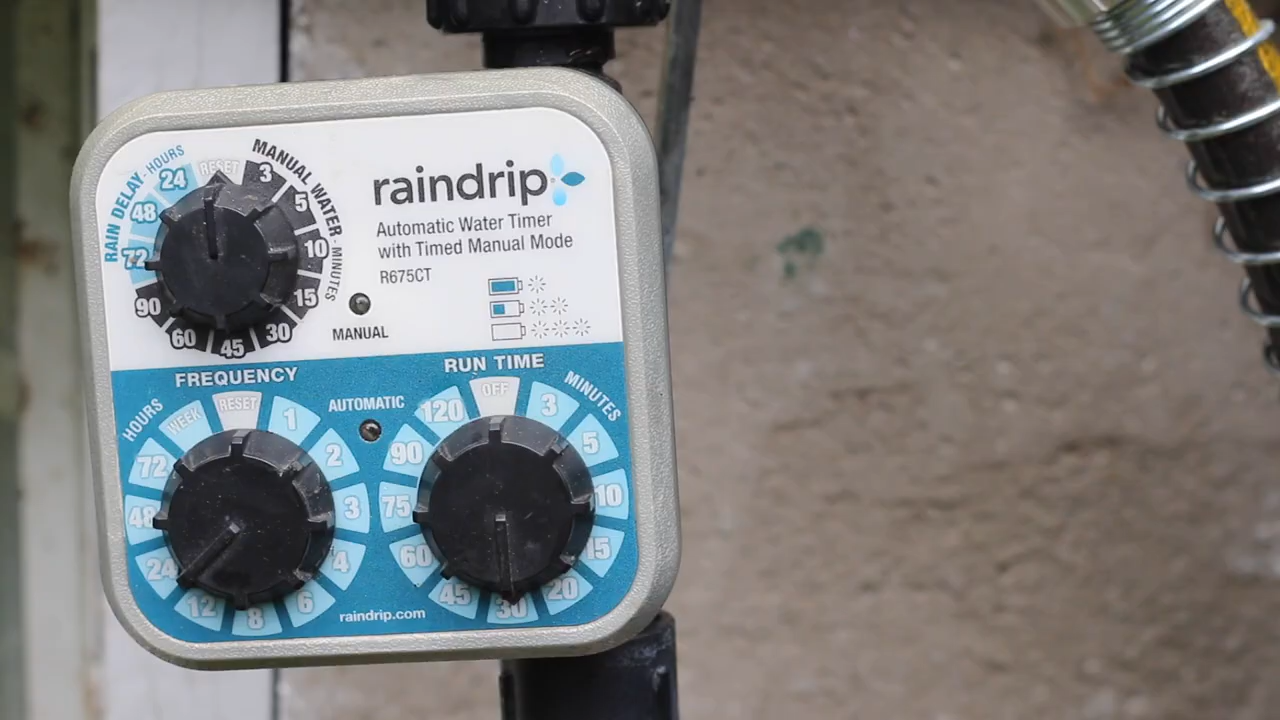 RAIN DELAY - HOURS
24
48
72
RESET
MANUAL WATER - MINUTES
3
5
10
15
30
45
60
90
MANUAL
raindrip
Automatic Water Timer
with Timed Manual Mode
R675CT
FREQUENCY
HOURS
RESET
1
2
3
4
6
8
12
24
48
72
WEEK
AUTOMATIC
RUN TIME
MINUTES
OFF
3
5
10
15
20
30
45
60
75
90
120
raindrip.com